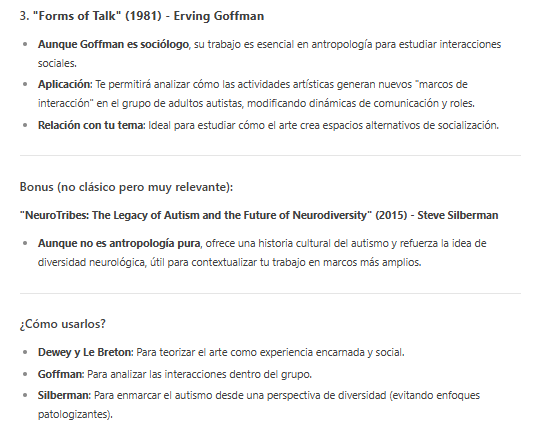 3. "Forms of Talk" (1981) - Erving Goffman
• Aunque Goffman es sociólogo, su trabajo es esencial en antropología para estudiar interacciones
sociales.
• Aplicación: Te permitirá analizar cómo las actividades artísticas generan nuevos "marcos de
interacción" en el grupo de adultos autistas, modificando dinámicas de comunicación y roles.
• Relación con tu tema: Ideal para estudiar cómo el arte crea espacios alternativos de socialización.
Bonus (no clásico pero muy relevante):
"NeuroTribes: The Legacy of Autism and the Future of Neurodiversity" (2015) - Steve Silberman
• Aunque no es antropología pura, ofrece una historia cultural del autismo y refuerza la idea de
diversidad neurológica, útil para contextualizar tu trabajo en marcos más amplios.
¿Cómo usarlos?
• Dewey y Le Breton: Para teorizar el arte como experiencia encarnada y social.
• Goffman: Para analizar las interacciones dentro del grupo.
• Silberman: Para enmarcar el autismo desde una perspectiva de diversidad (evitando enfoques
patologizantes).